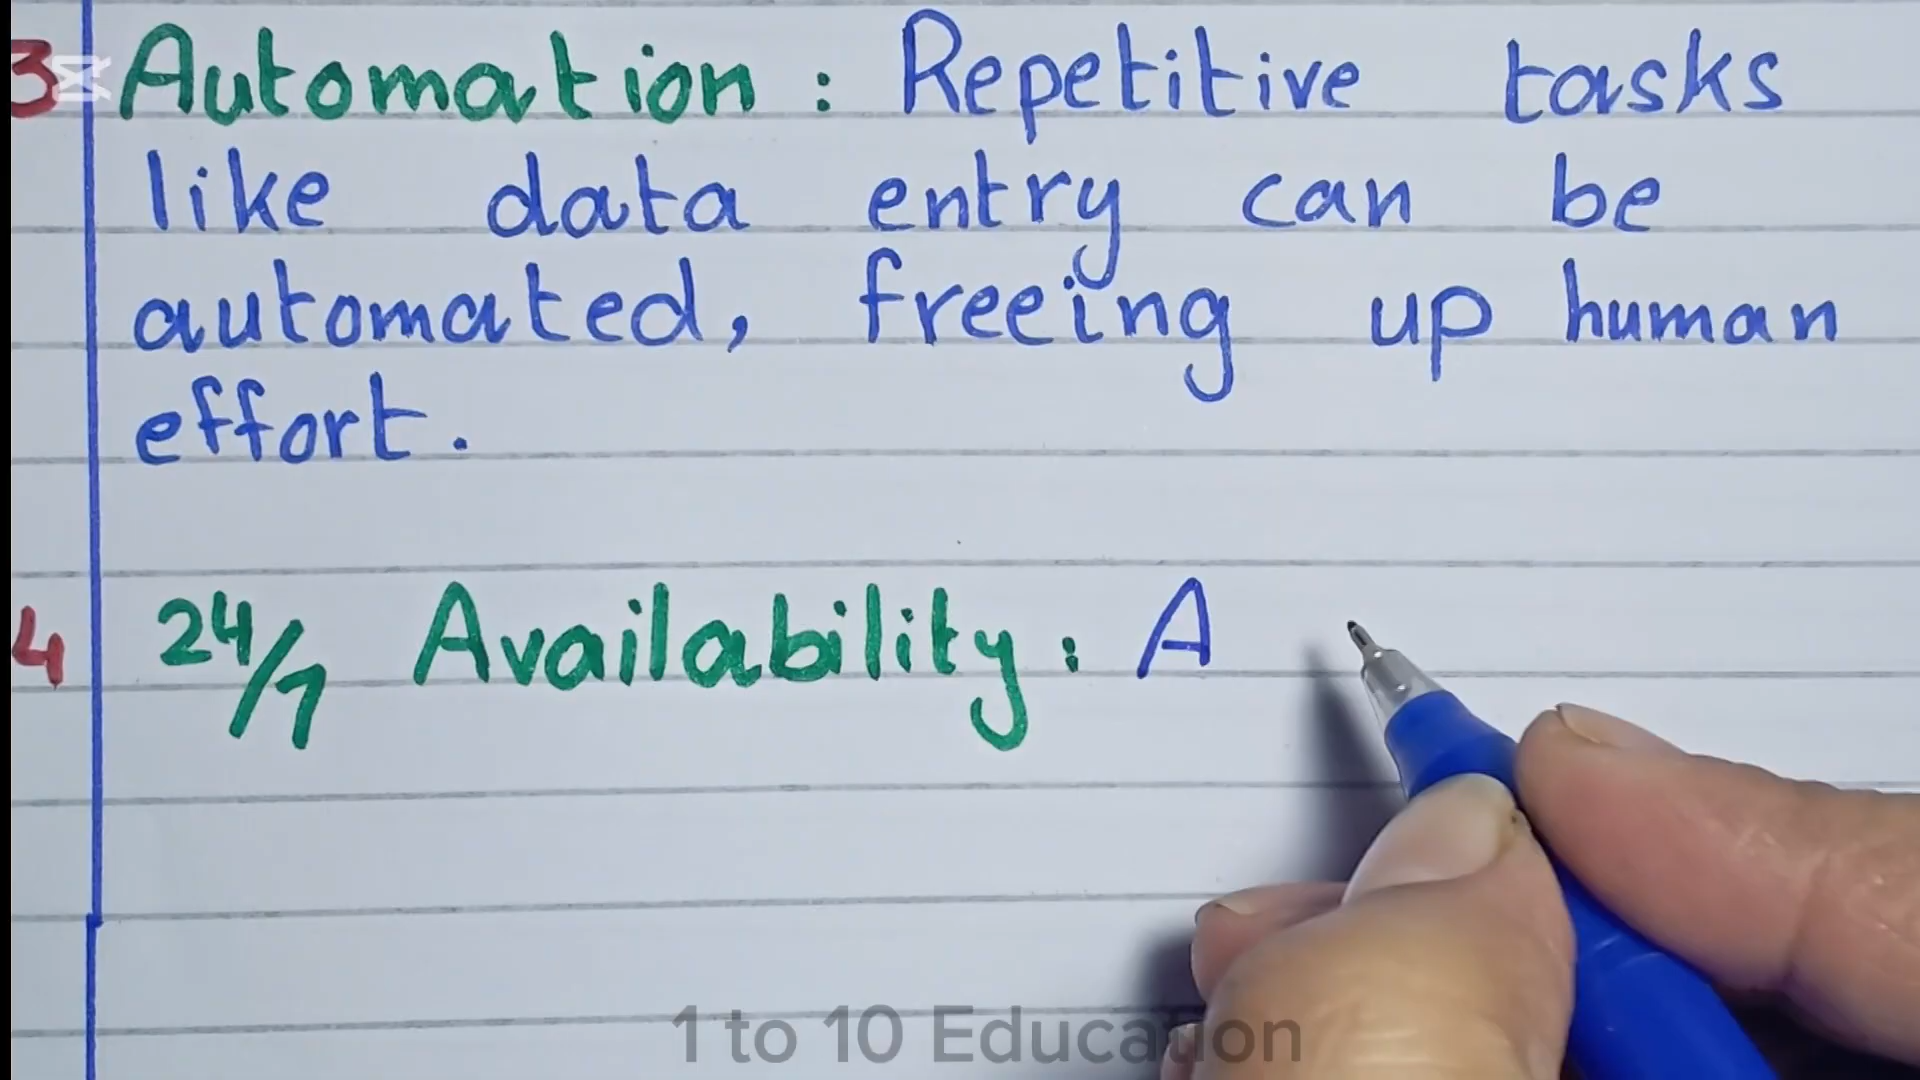 3 Automation : Repetitive tasks
like data entry can be
automated, freeing up human
effort.
4 24/7 Availability : A
1 to 10 Education